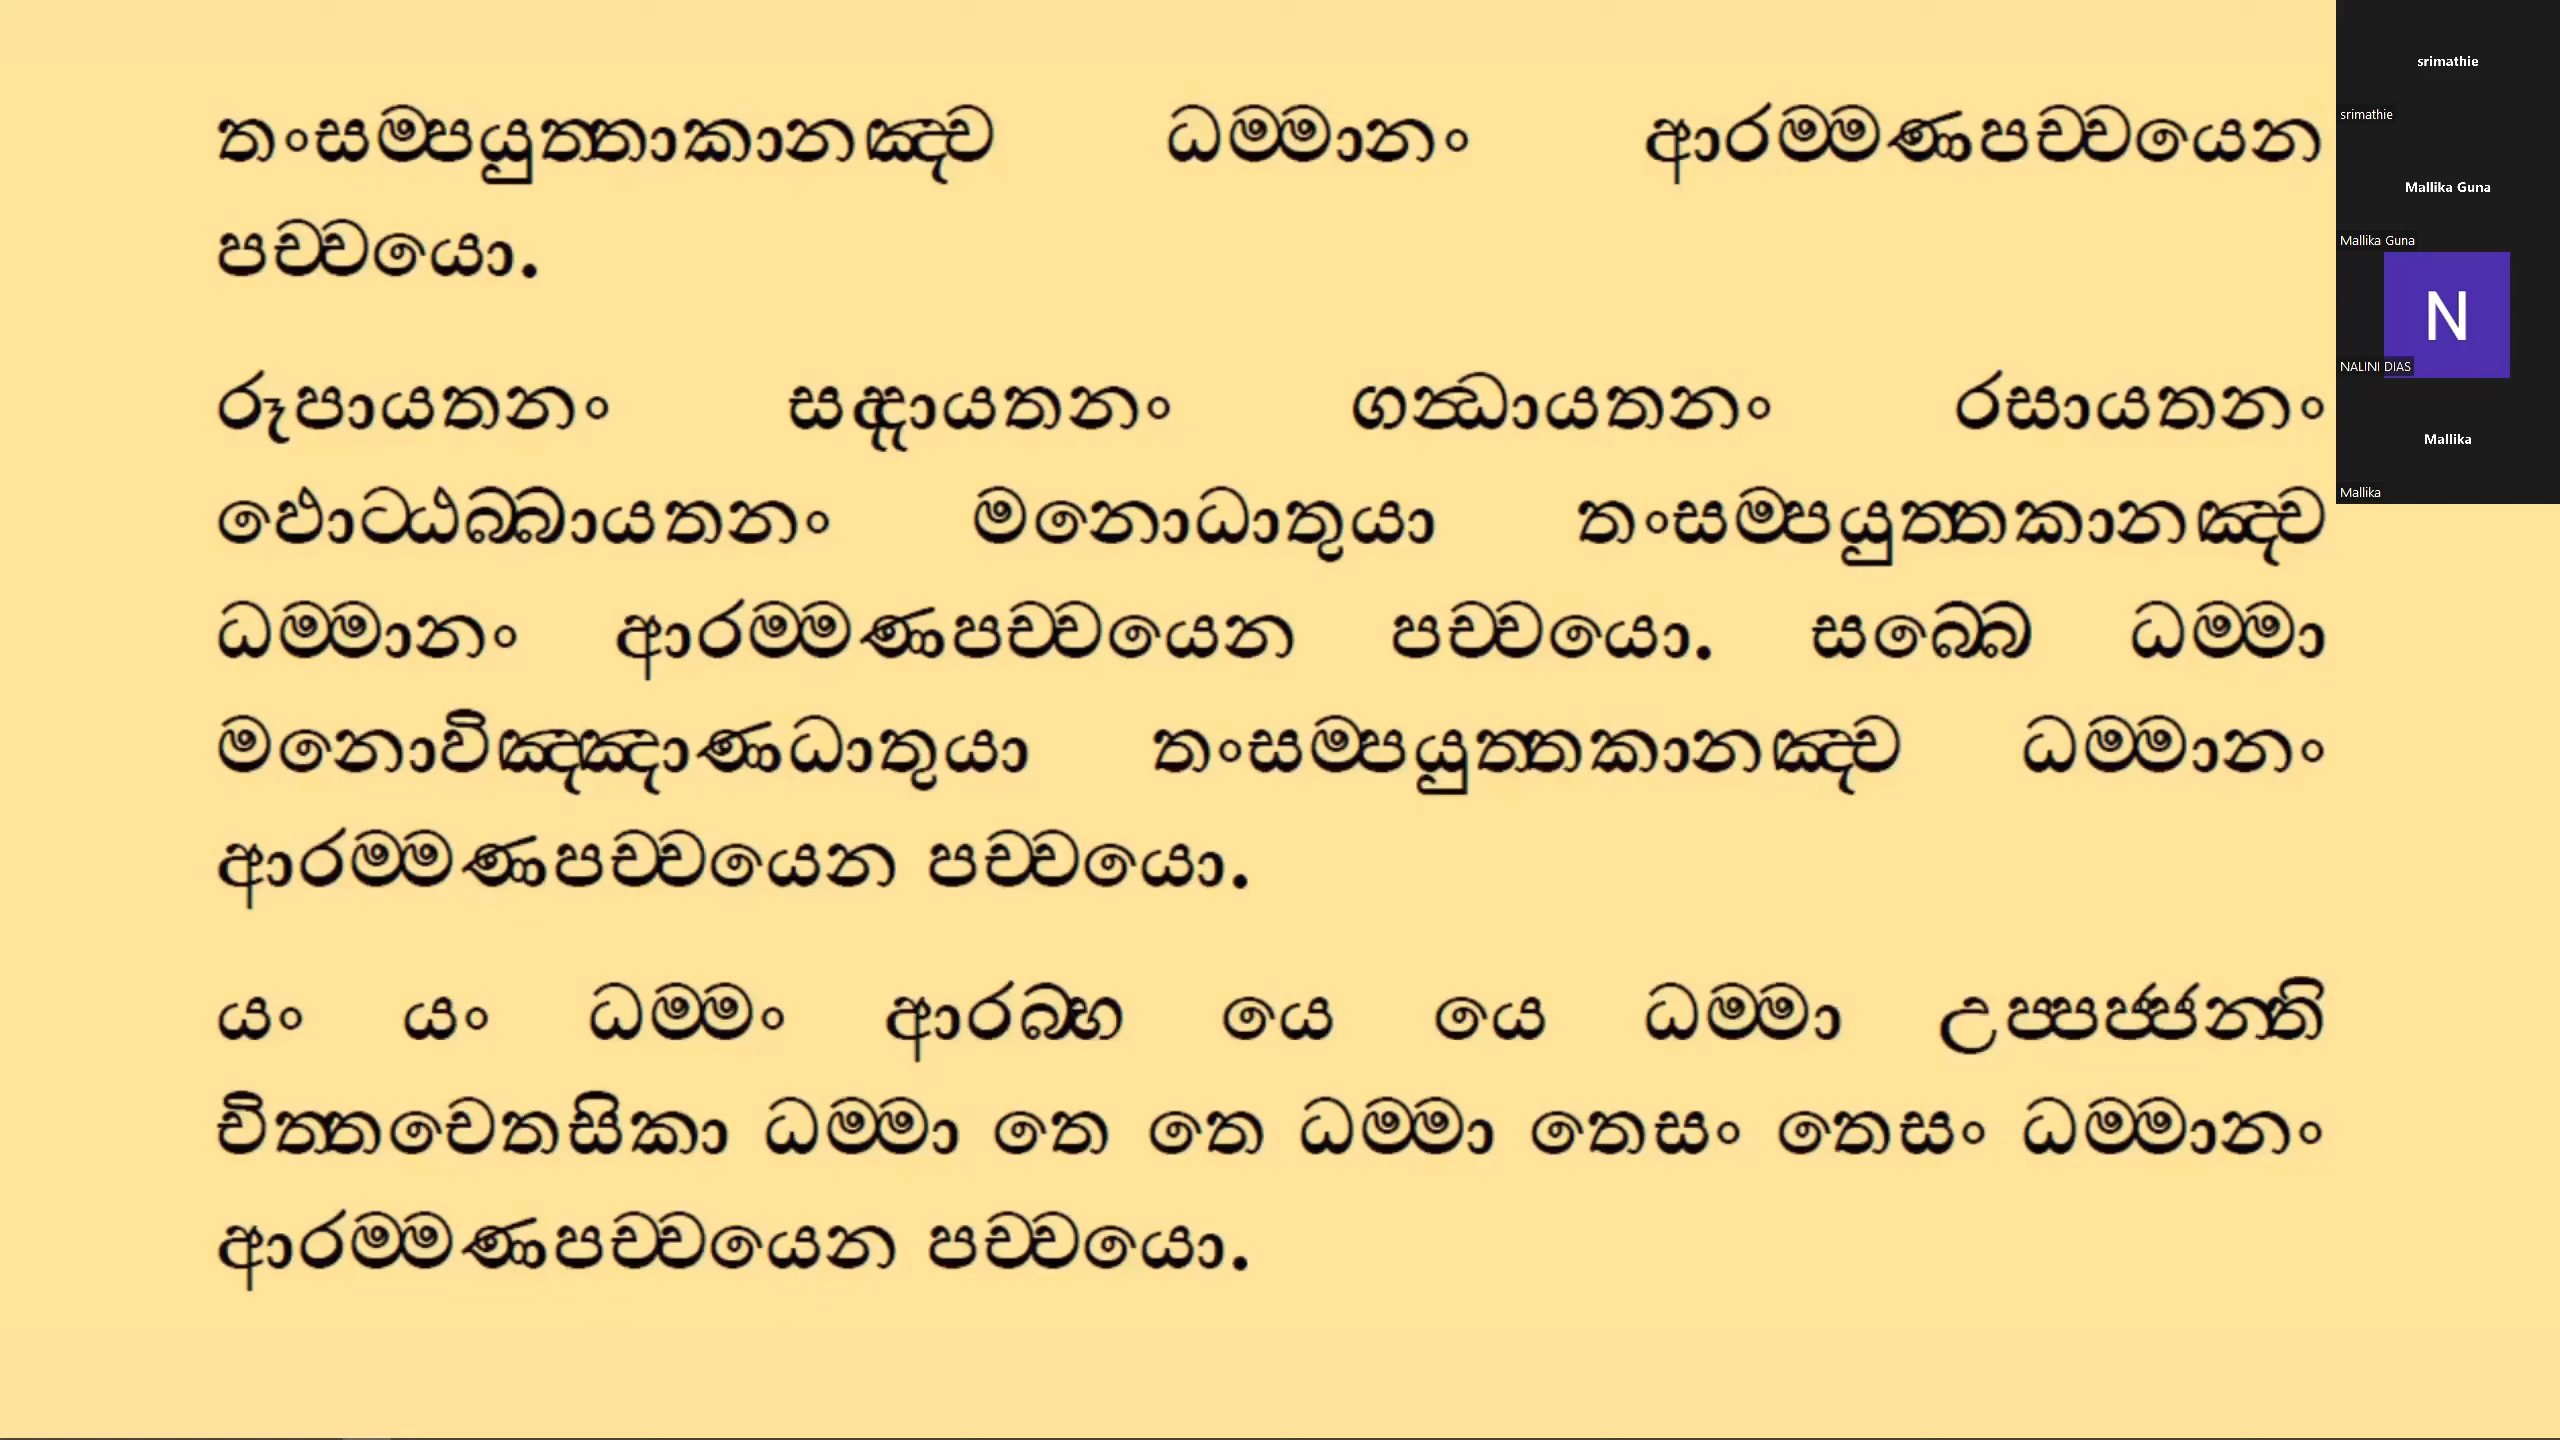 තංසම‍්පයුත‍්තාකානඤ‍්ච ධම‍්මානං ආරම‍්මණපච‍්චයෙන
පච‍්චයො.
රූපායතනං සද‍්දායතනං ගන්‍ධායතනං රසායතනං
ඵොට‍්ඨබ‍්බායතනං මනොධාතුයා තංසම‍්පයුත‍්තකානඤ‍්ච
ධම‍්මානං ආරම‍්මණපච‍්චයෙන පච‍්චයො. සබ‍්බෙ ධම‍්මා
මනොවිඤ‍්ඤාණධාතුයා තංසම‍්පයුත‍්තකානඤ‍්ච ධම‍්මානං
ආරම‍්මණපච‍්චයෙන පච‍්චයො.
යං යං ධම‍්මං ආරබ‍්භ යෙ යෙ ධම‍්මා උප‍්පජ‍්ජන‍්ති
චිත‍්තචෙතසිකා ධම‍්මා තෙ තෙ ධම‍්මා තෙසං තෙසං ධම‍්මානං
ආරම‍්මණපච‍්චයෙන පච‍්චයො.
srimathie
srimathie
Mallika Guna
Mallika Guna
N
NALINI DIAS
Mallika
Mallika